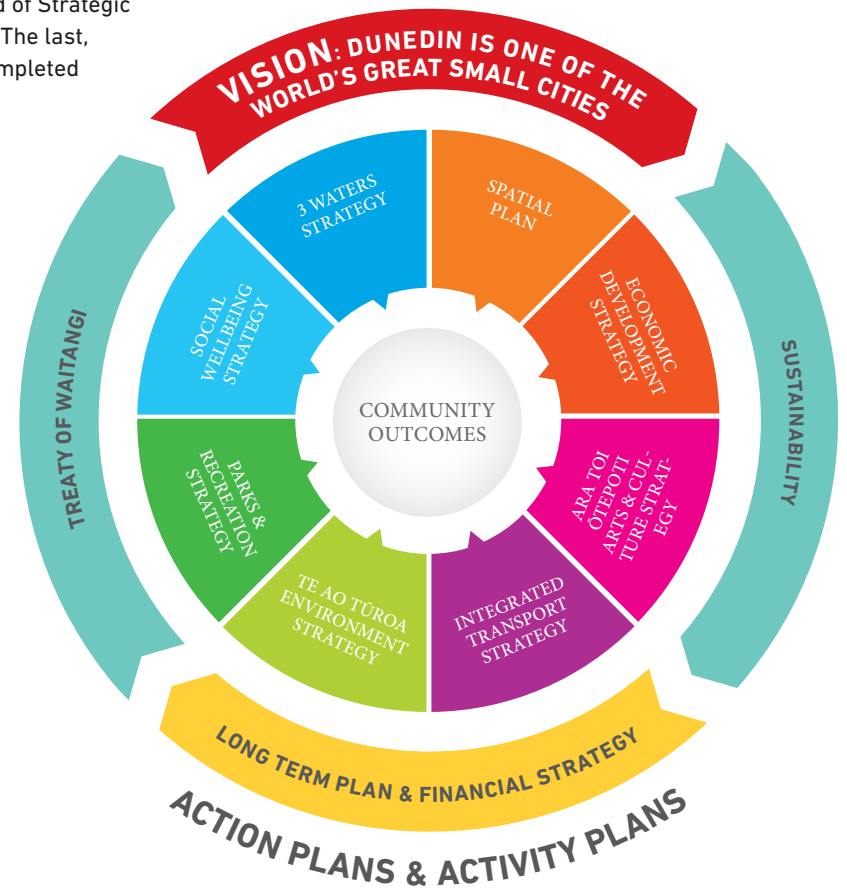 d of Strategic
The last,
mpleted
VISION: DUNEDIN IS ONE OF THE
WORLD'S GREAT SMALL CITIES
3 WATERS
STRATEGY
SPATIAL
PLAN
ECONOMIC
DEVELOPMENT
STRATEGY
ARA TOI
ŌTEPOTI
ARTS & CUL-
TURE STRAT-
EGY
INTEGRATED
TRANSPORT
STRATEGY
TE AO TŪROA
ENVIRONMENT
STRATEGY
PARKS &
RECREATION
STRATEGY
SOCIAL
WELLBEING
STRATEGY
COMMUNITY
OUTCOMES
TREATY OF WAITANGI
SUSTAINABILITY
LONG TERM PLAN & FINANCIAL STRATEGY
ACTION PLANS & ACTIVITY PLANS